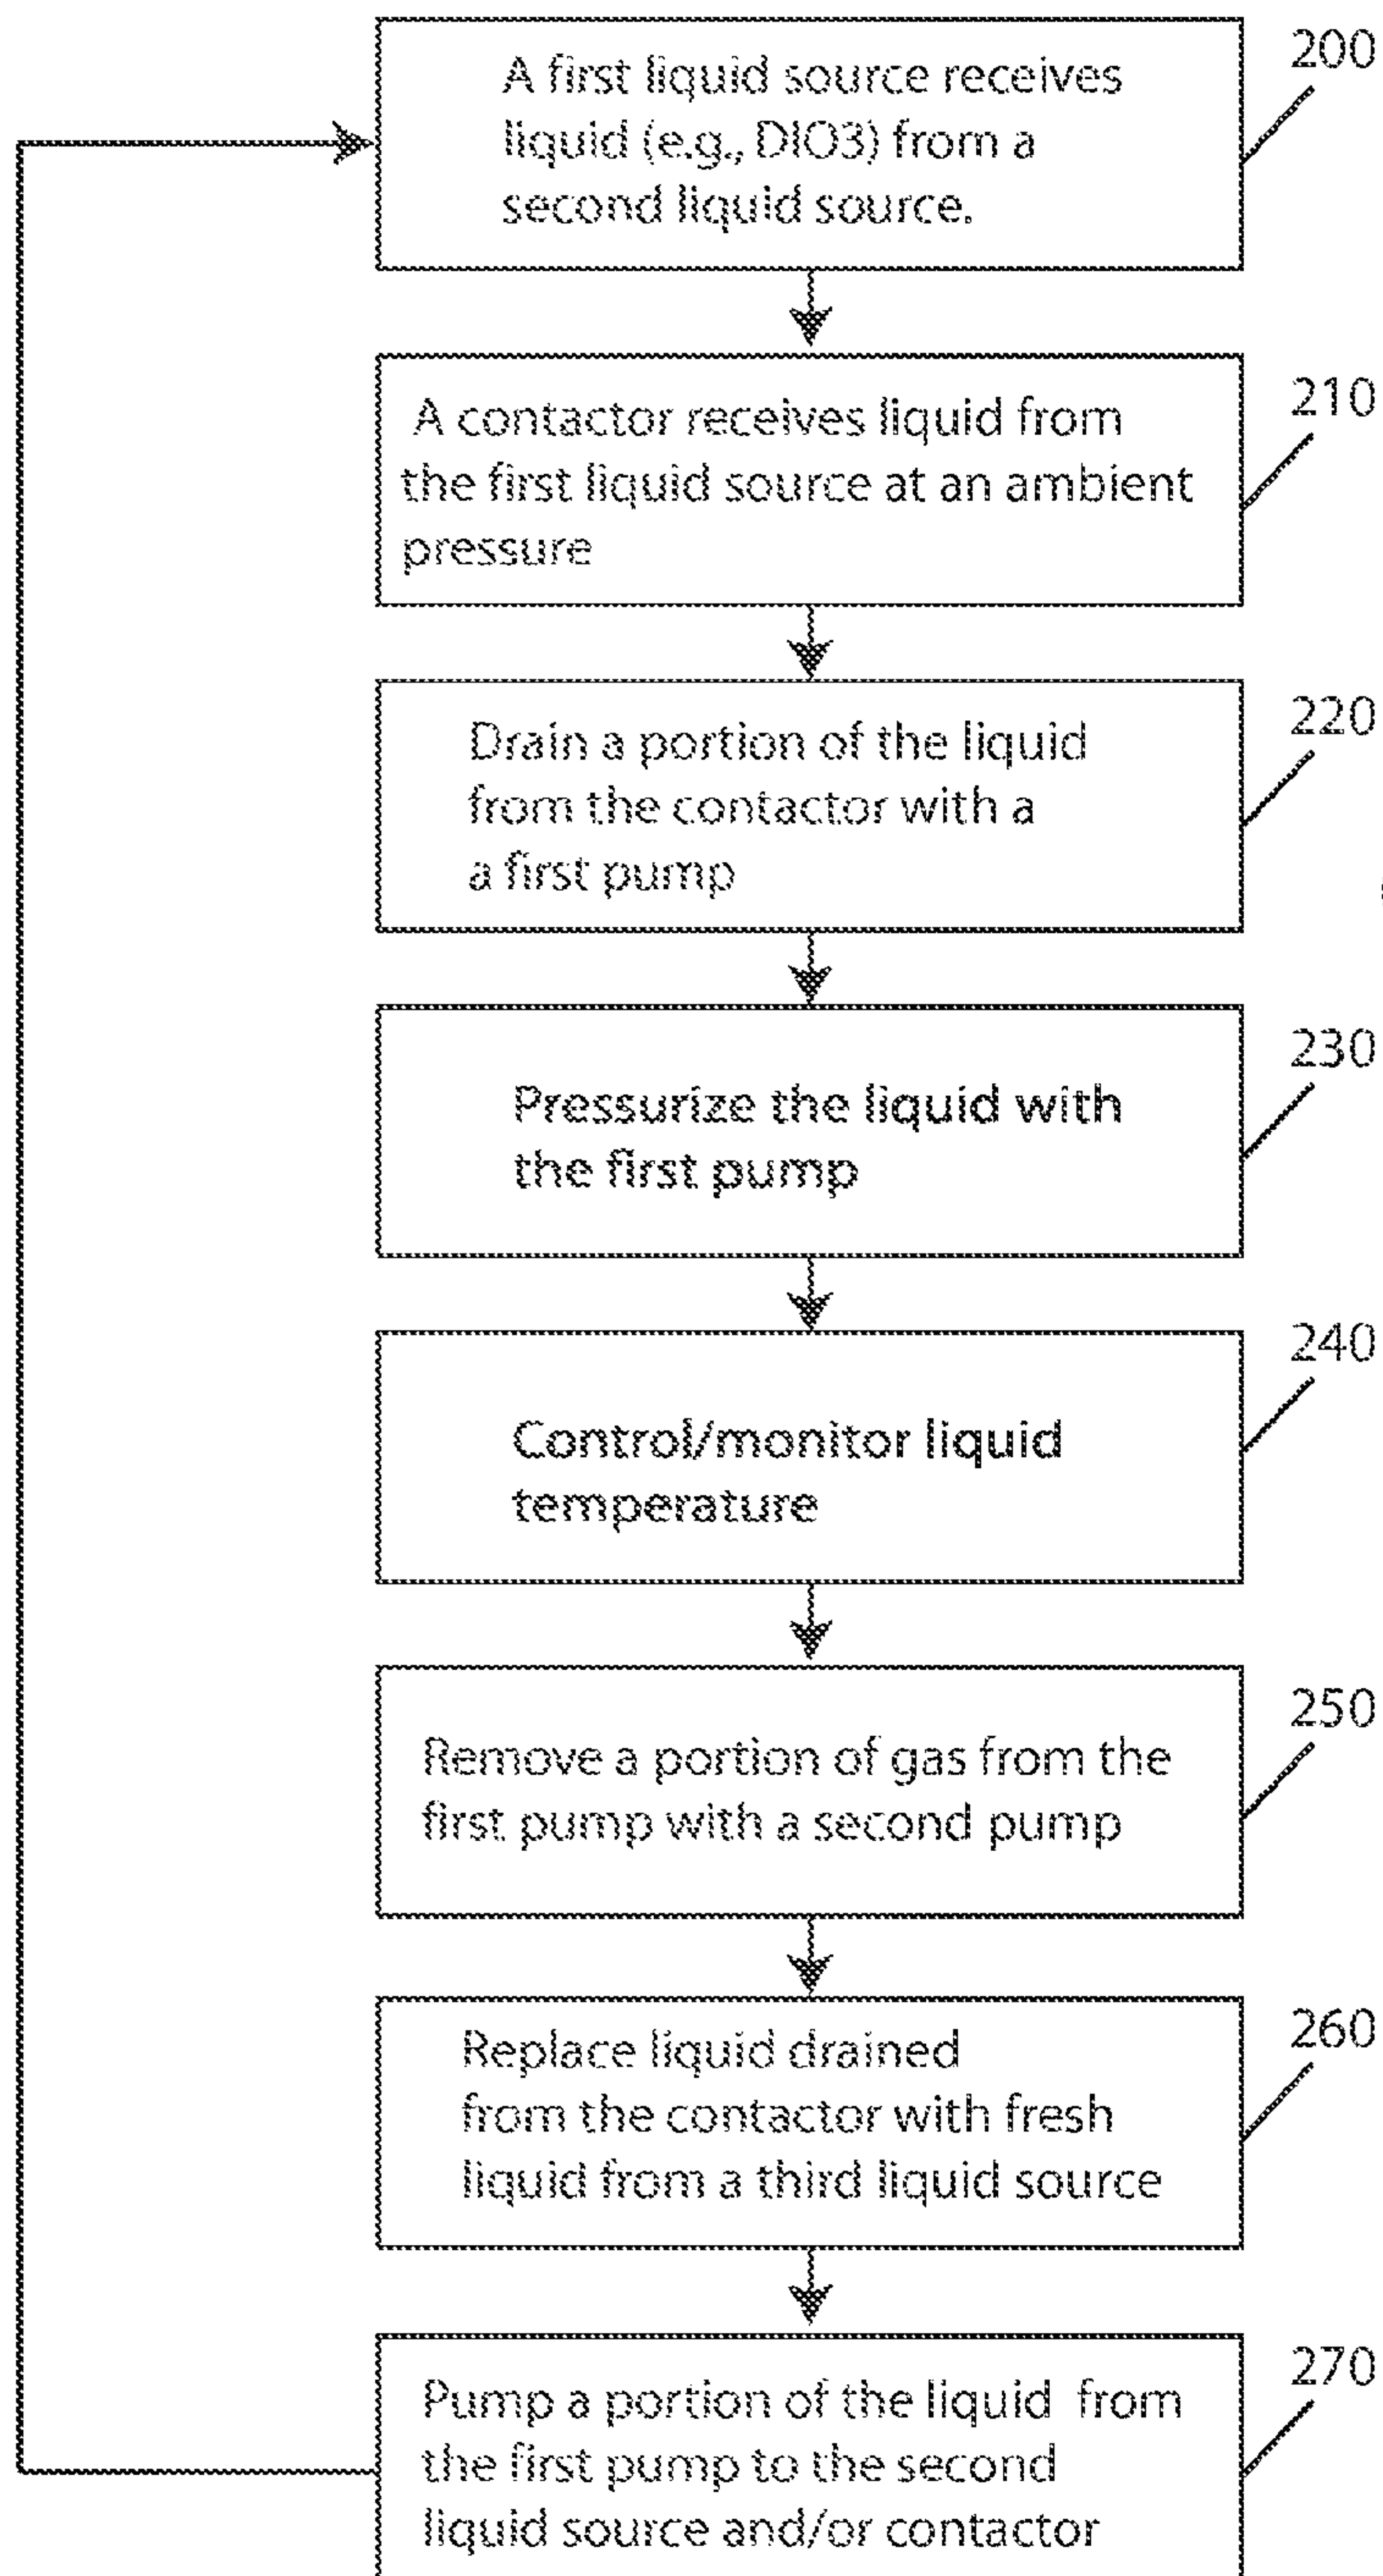 200
A first liquid source receives
liquid (e.g., DIO3) from a
second liquid source.
210
A contactor receives liquid from
the first liquid source at an ambient
pressure
220
Drain a portion of the liquid
from the contactor with a
a first pump
230
Pressurize the liquid with
the first pump
240
Control/monitor liquid
temperature
250
Remove a portion of gas from the
first pump with a second pump
260
Replace liquid drained
from the contactor with fresh
liquid from a third liquid source
270
Pump a portion of the liquid from
the first pump to the second
liquid source and/or contactor